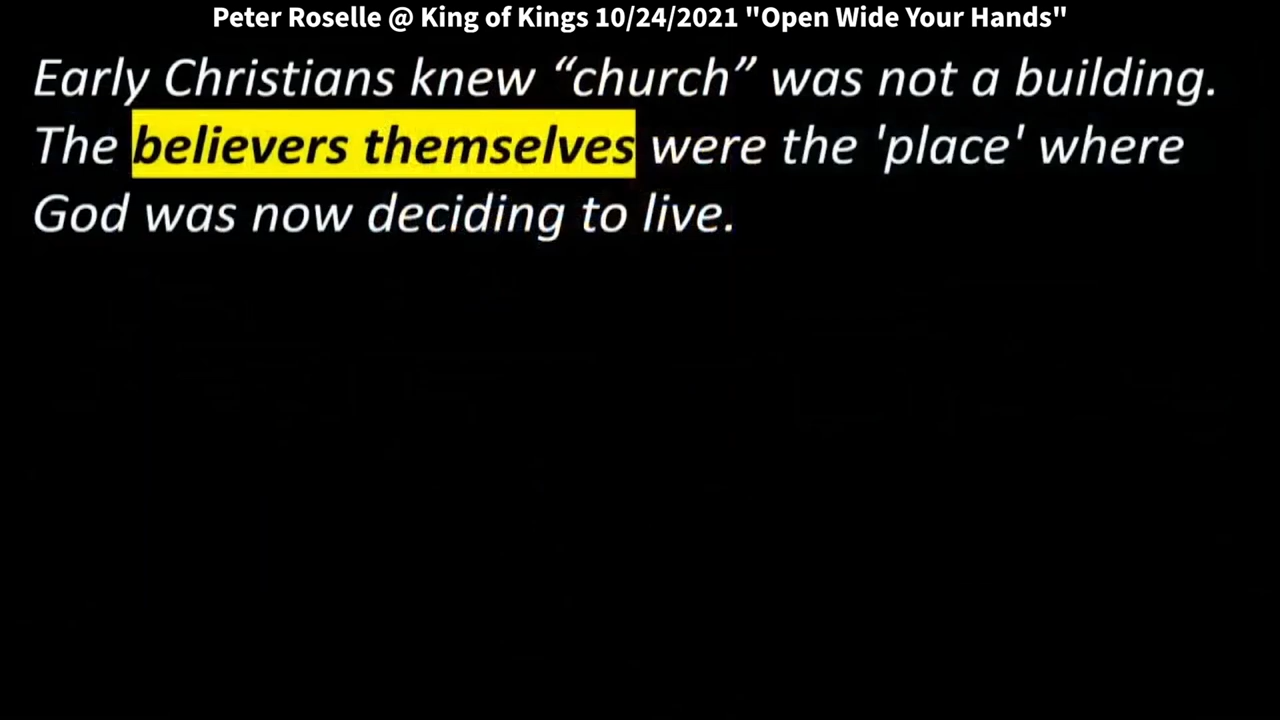 Peter Roselle @ King of Kings 10/24/2021 "Open Wide Your Hands"
Early Christians knew “church” was not a building.
The believers themselves were the 'place' where
God was now deciding to live.